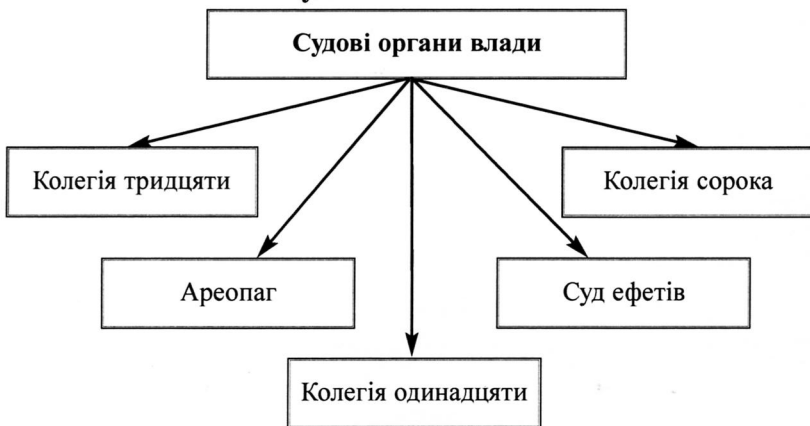 Судові органи влади
Колегія тридцяти
Колегія сорока
Ареопаг
Суд ефетів
Колегія одинадцяти